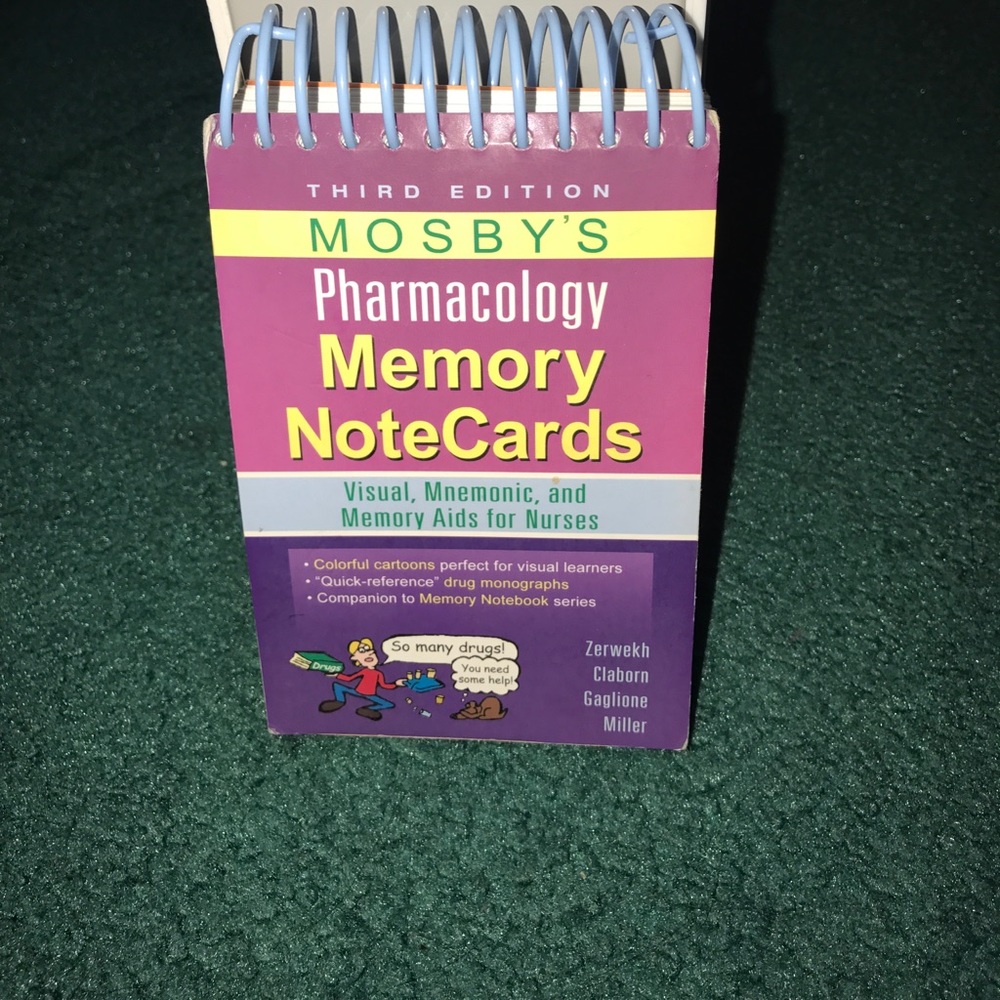 THIRD EDITION
MOSBY'S
Pharmacology
Memory
NoteCards
Visual, Mnemonic, and
Memory Aids for Nurses
• Colorful cartoons perfect for visual learners
• "Quick-reference" drug monographs
• Companion to Memory Notebook series
So many drugs!
You need
some help!
Drugs
Zerwekh
Claborn
Gaglione
Miller